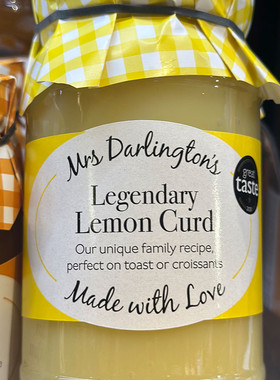 Mrs Darlington's
Legendary
Lemon Curd
Our unique family recipe,
perfect on toast or croissants
Made with Love
great
taste